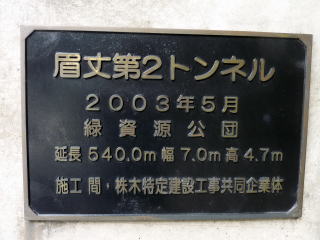 眉丈第2トンネル
2003年5月
緑資源公団
延長 540.0m 幅 7.0m 高 4.7m
施工 間・株木特定建設工事共同企業体